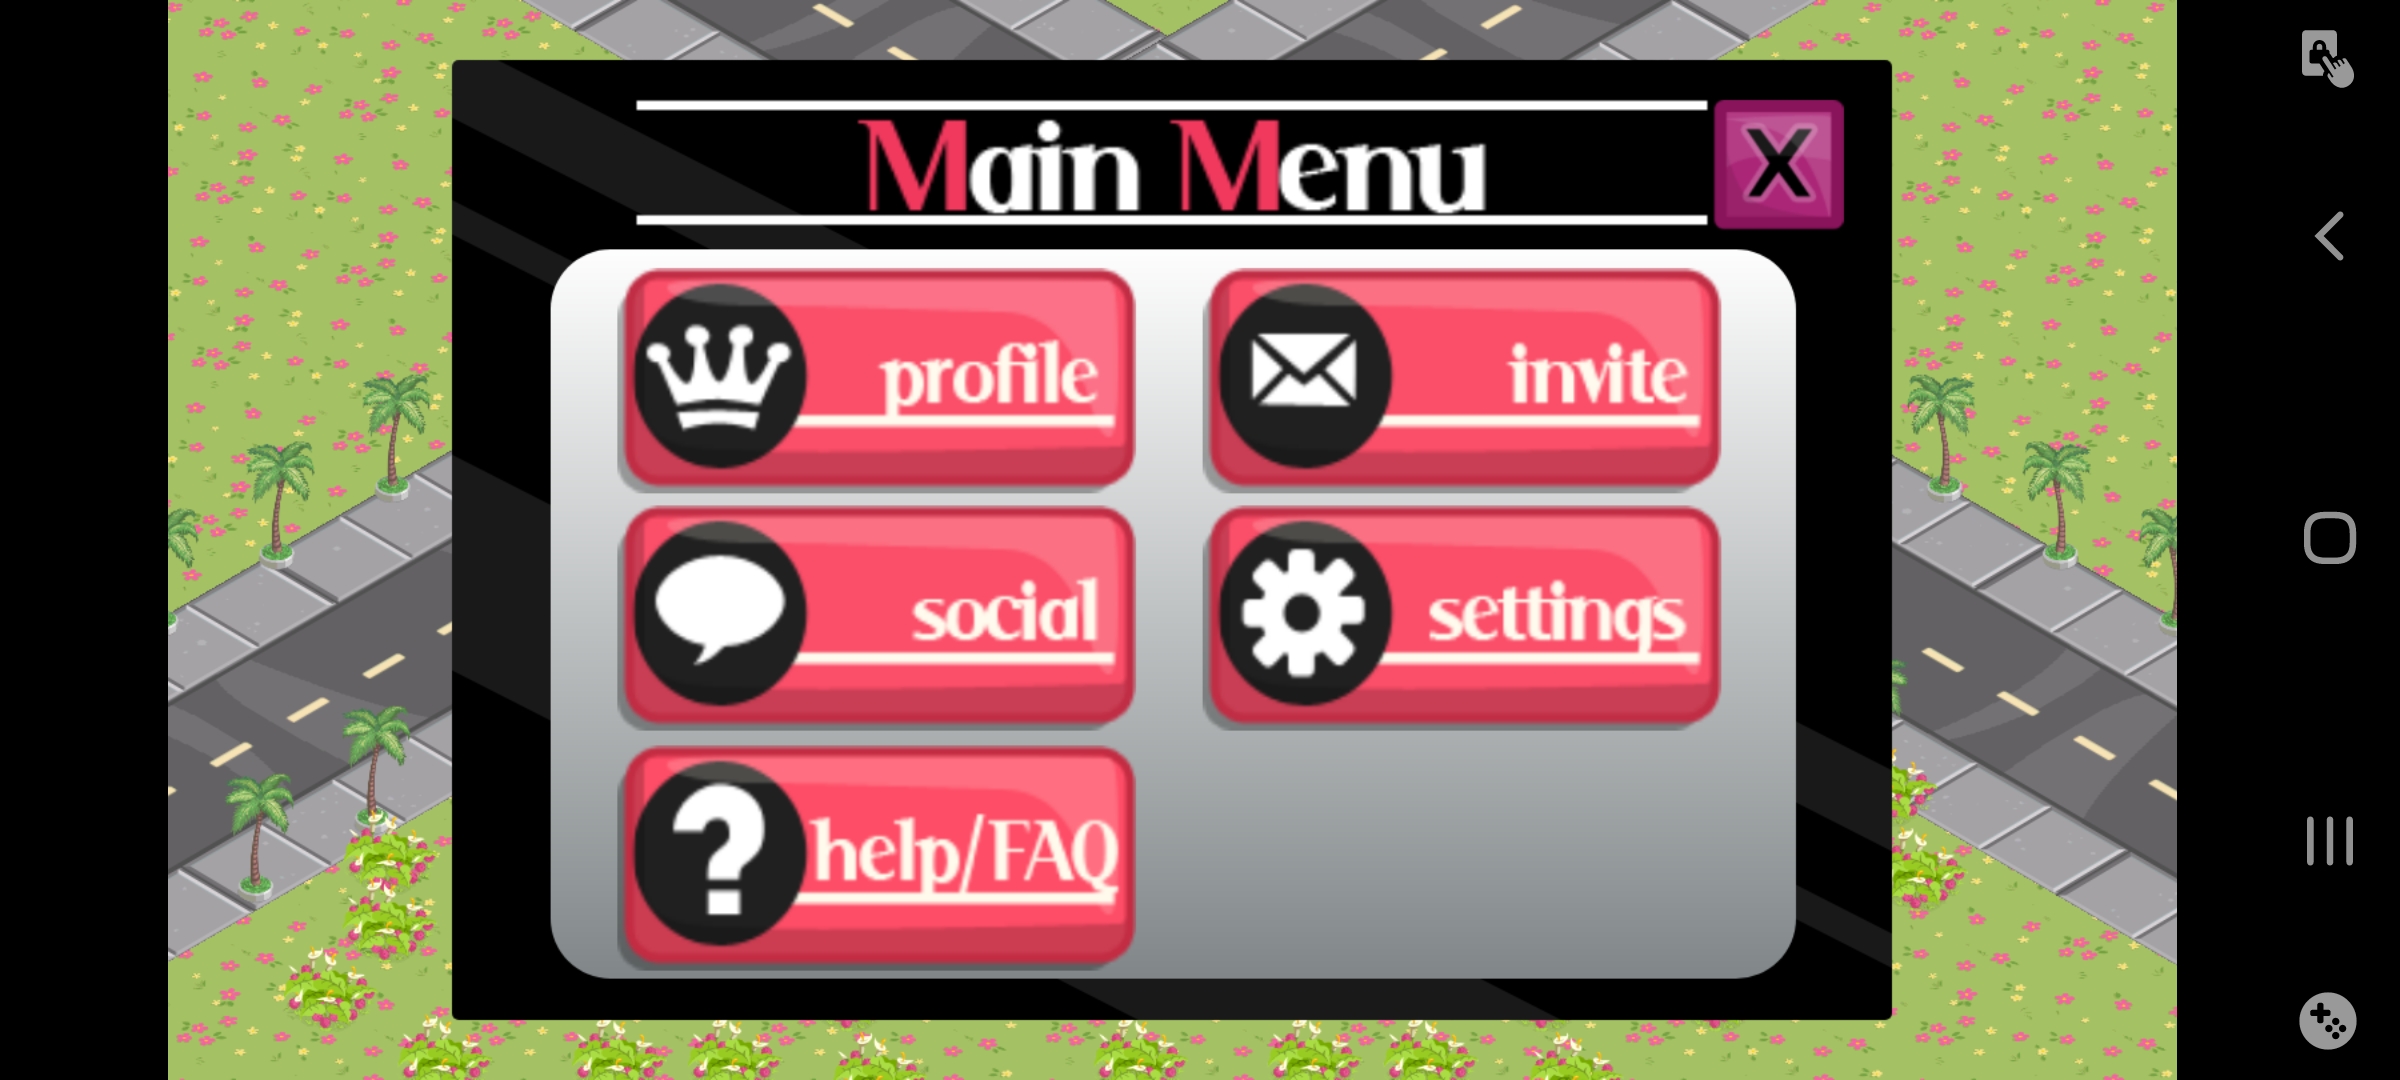 Main Menu
X
profile
invite
social
settings
help/FAQ